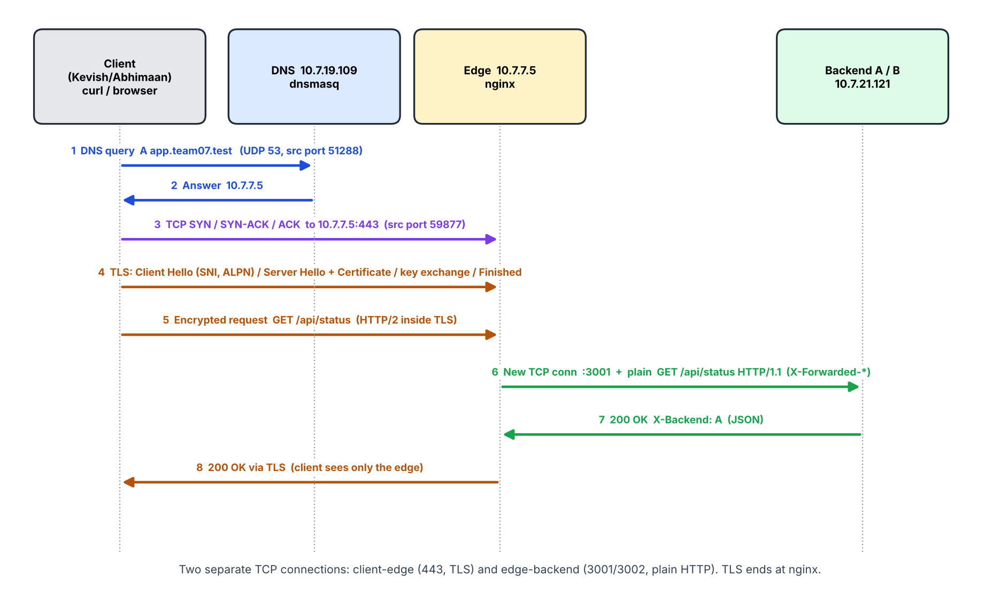 Client
(Kevish/Abhimaan)
curl / browser
DNS 10.7.19.109
dnsmasq
Edge 10.7.7.5
nginx
Backend A / B
10.7.21.121
1 DNS query A app.team07.test (UDP 53, src port 51288)
2 Answer 10.7.7.5
3 TCP SYN / SYN-ACK / ACK to 10.7.7.5:443 (src port 59877)
4 TLS: Client Hello (SNI, ALPN) / Server Hello + Certificate / key exchange / Finished
5 Encrypted request GET /api/status (HTTP/2 inside TLS)
6 New TCP conn :3001 + plain GET /api/status HTTP/1.1 (X-Forwarded-*)
7 200 OK X-Backend: A (JSON)
8 200 OK via TLS (client sees only the edge)
Two separate TCP connections: client-edge (443, TLS) and edge-backend (3001/3002, plain HTTP). TLS ends at nginx.